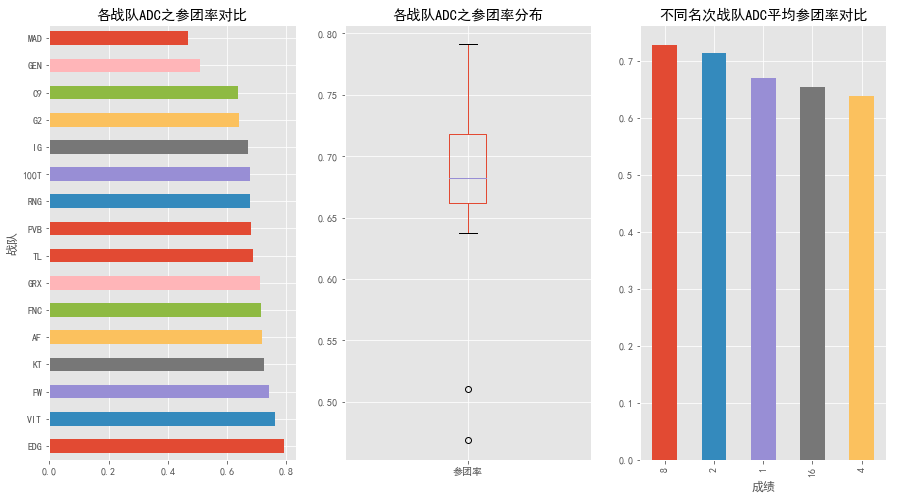 各战队ADC之参团率对比
战队
MAD
GEN
C9
G2
IG
100T
RNG
PVB
TL
GRX
FNC
AF
KT
FW
VIT
EDG
0.0 0.2 0.4 0.6 0.8
各战队ADC之参团率分布
0.80
0.75
0.70
0.65
0.60
0.55
0.50
参团率
不同名次战队ADC平均参团率对比
0.7
0.6
0.5
0.4
0.3
0.2
0.1
0.0
8 2 1 16 4
成绩